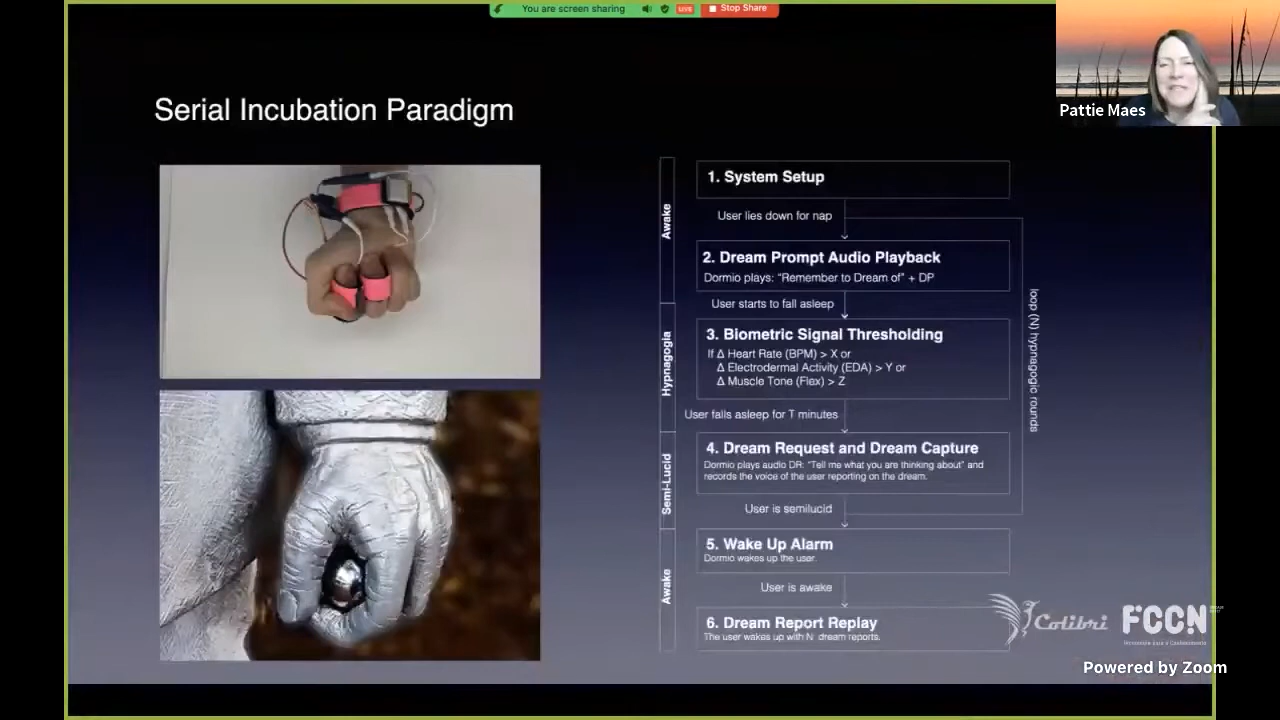 You are screen sharing
LIVE
Stop Share
Pattie Maes
Serial Incubation Paradigm
Awake
Hypnagogia
Semi-Lucid
Awake
1. System Setup
User lies down for nap
2. Dream Prompt Audio Playback
Dormio plays: “Remember to Dream of” + DP
User starts to fall asleep
3. Biometric Signal Thresholding
If Δ Heart Rate (BPM) > X or
Δ Electrodermal Activity (EDA) > Y or
Δ Muscle Tone (Flex) > Z
User falls asleep for T minutes
4. Dream Request and Dream Capture
Dormio plays audio DR: “Tell me what you are thinking about” and
records the voice of the user reporting on the dream.
User is semilucid
5. Wake Up Alarm
Dormio wakes up the user.
User is awake
6. Dream Report Replay
The user wakes up with N dream reports.
loop (N) hypnagogic rounds
Colibri
FCCN
Powered by Zoom